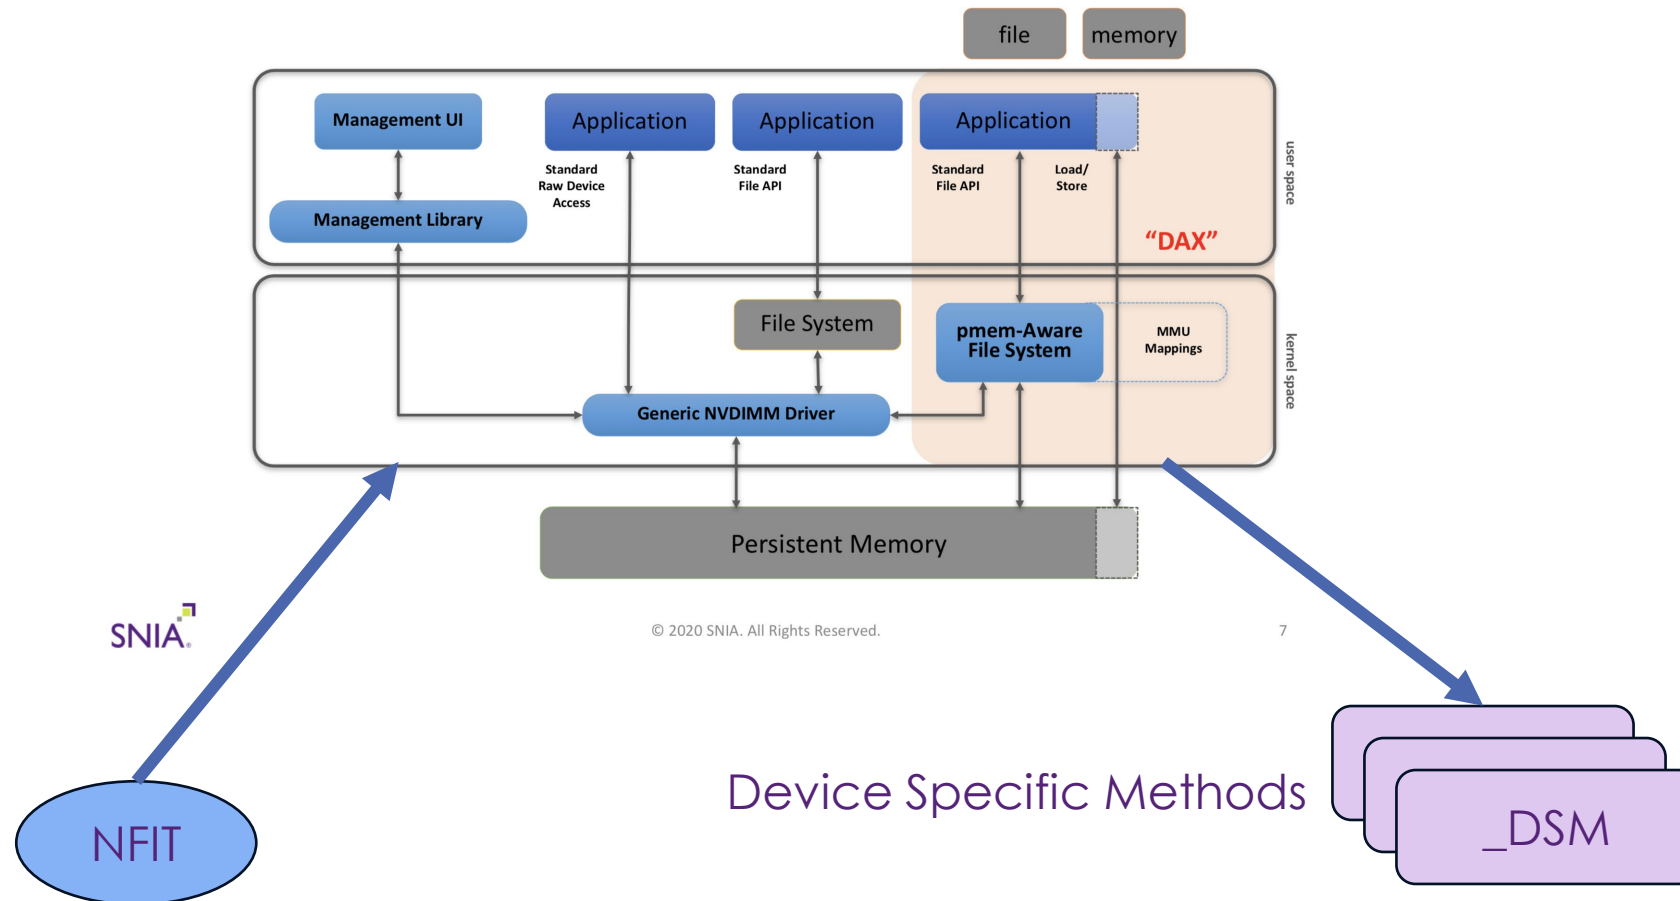 file
memory
Management UI
Application
Application
Application
Standard
Raw Device
Access
Standard
File API
Standard
File API
Load/
Store
user space
Management Library
“DAX”
File System
pmem-Aware
File System
MMU
Mappings
kernel space
Generic NVDIMM Driver
Persistent Memory
SNIA®
© 2020 SNIA. All Rights Reserved.
7
Device Specific Methods
NFIT
_DSM